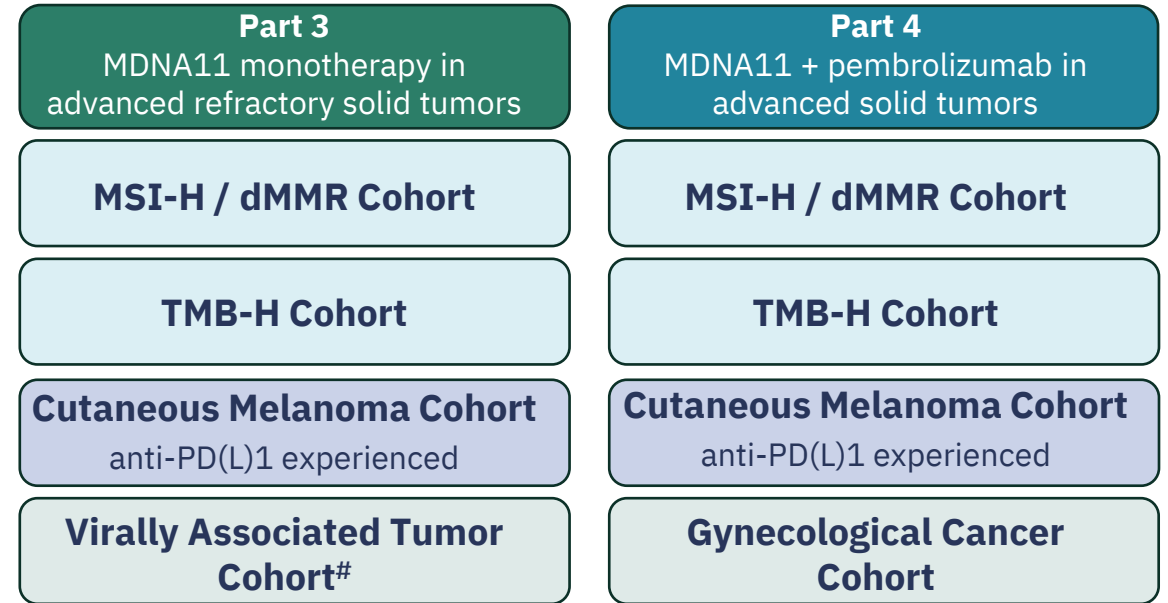 Part 3
MDNA11 monotherapy in
advanced refractory solid tumors
MSI-H / dMMR Cohort
TMB-H Cohort
Cutaneous Melanoma Cohort
anti-PD(L)1 experienced
Virally Associated Tumor
Cohort#
Part 4
MDNA11 + pembrolizumab in
advanced solid tumors
MSI-H / dMMR Cohort
TMB-H Cohort
Cutaneous Melanoma Cohort
anti-PD(L)1 experienced
Gynecological Cancer
Cohort